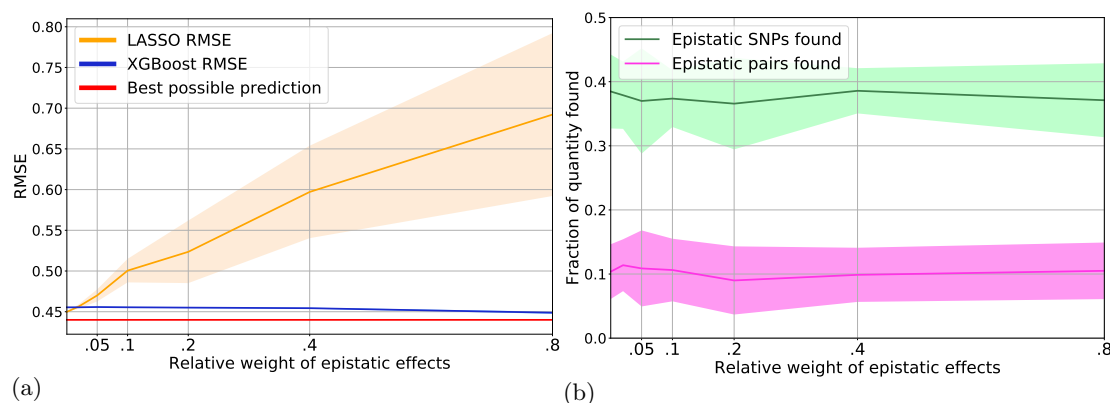 0.80
0.75
0.70
0.65
0.60
0.55
0.50
0.45
RMSE
LASSO RMSE
XGBoost RMSE
Best possible prediction
.05 .1 .2 .4 .8
Relative weight of epistatic effects
(a)
0.5
0.4
0.3
0.2
0.1
0.0
Fraction of quantity found
Epistatic SNPs found
Epistatic pairs found
.05 .1 .2 .4 .8
Relative weight of epistatic effects
(b)